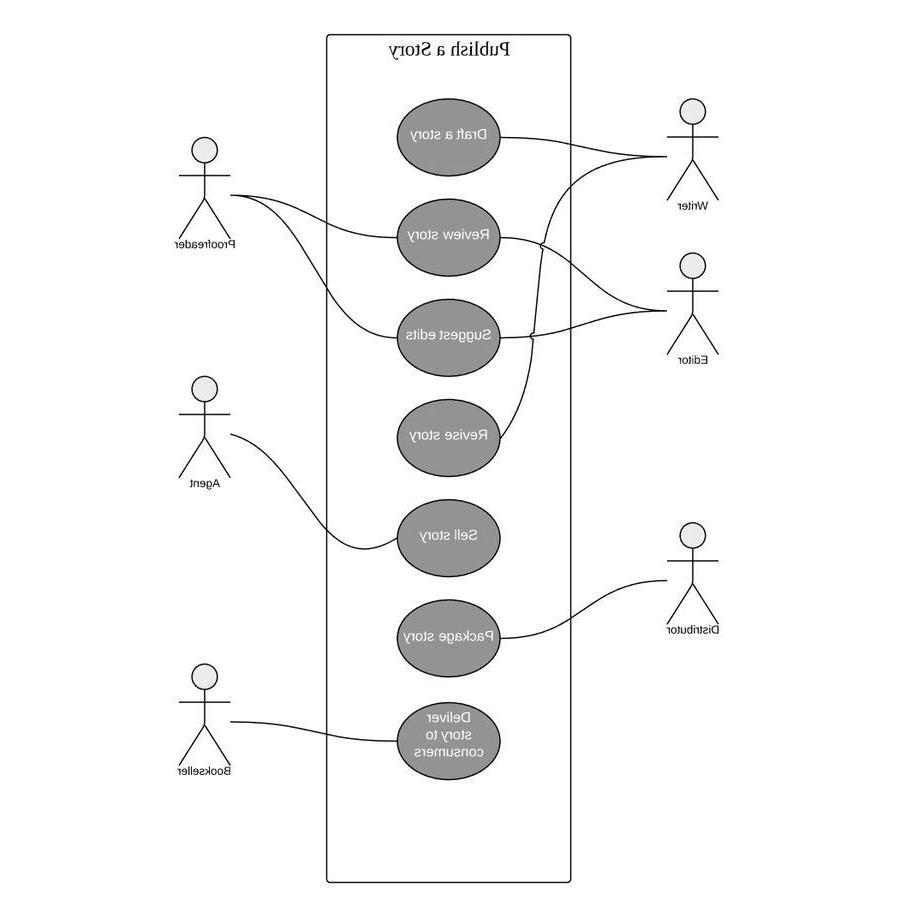 Publish a Story
Draft a story
Writer
Proofreader
Review story
Suggest edits
Editor
Revise story
Agent
Sell story
Distributor
Package story
Deliver
story to
consumers
Bookseller